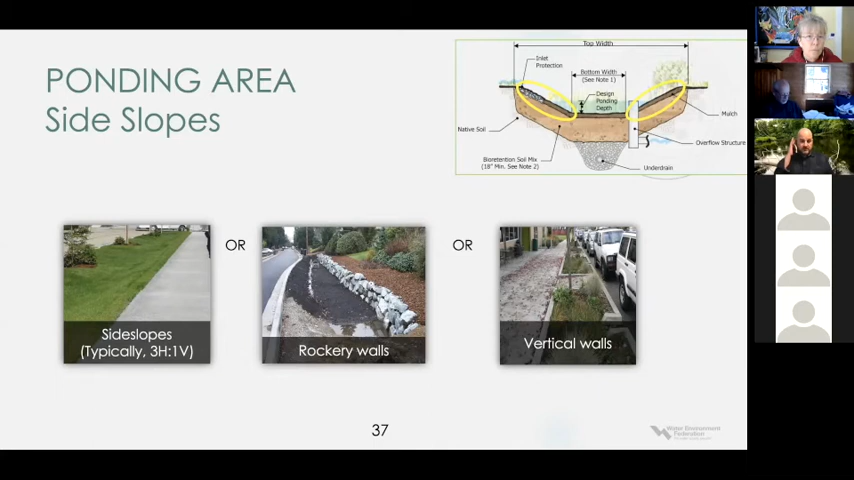 PONDING AREA
Side Slopes
Top Width
Inlet
Protection
Bottom Width
(See Note 1)
Design
Ponding
Depth
Mulch
Native Soil
Overflow Structure
Bioretention Soil Mix
(18" Min. See Note 2)
Underdrain
OR
OR
Sideslopes
(Typically, 3H:1V)
Rockery walls
Vertical walls
37
Water Environment
Federation